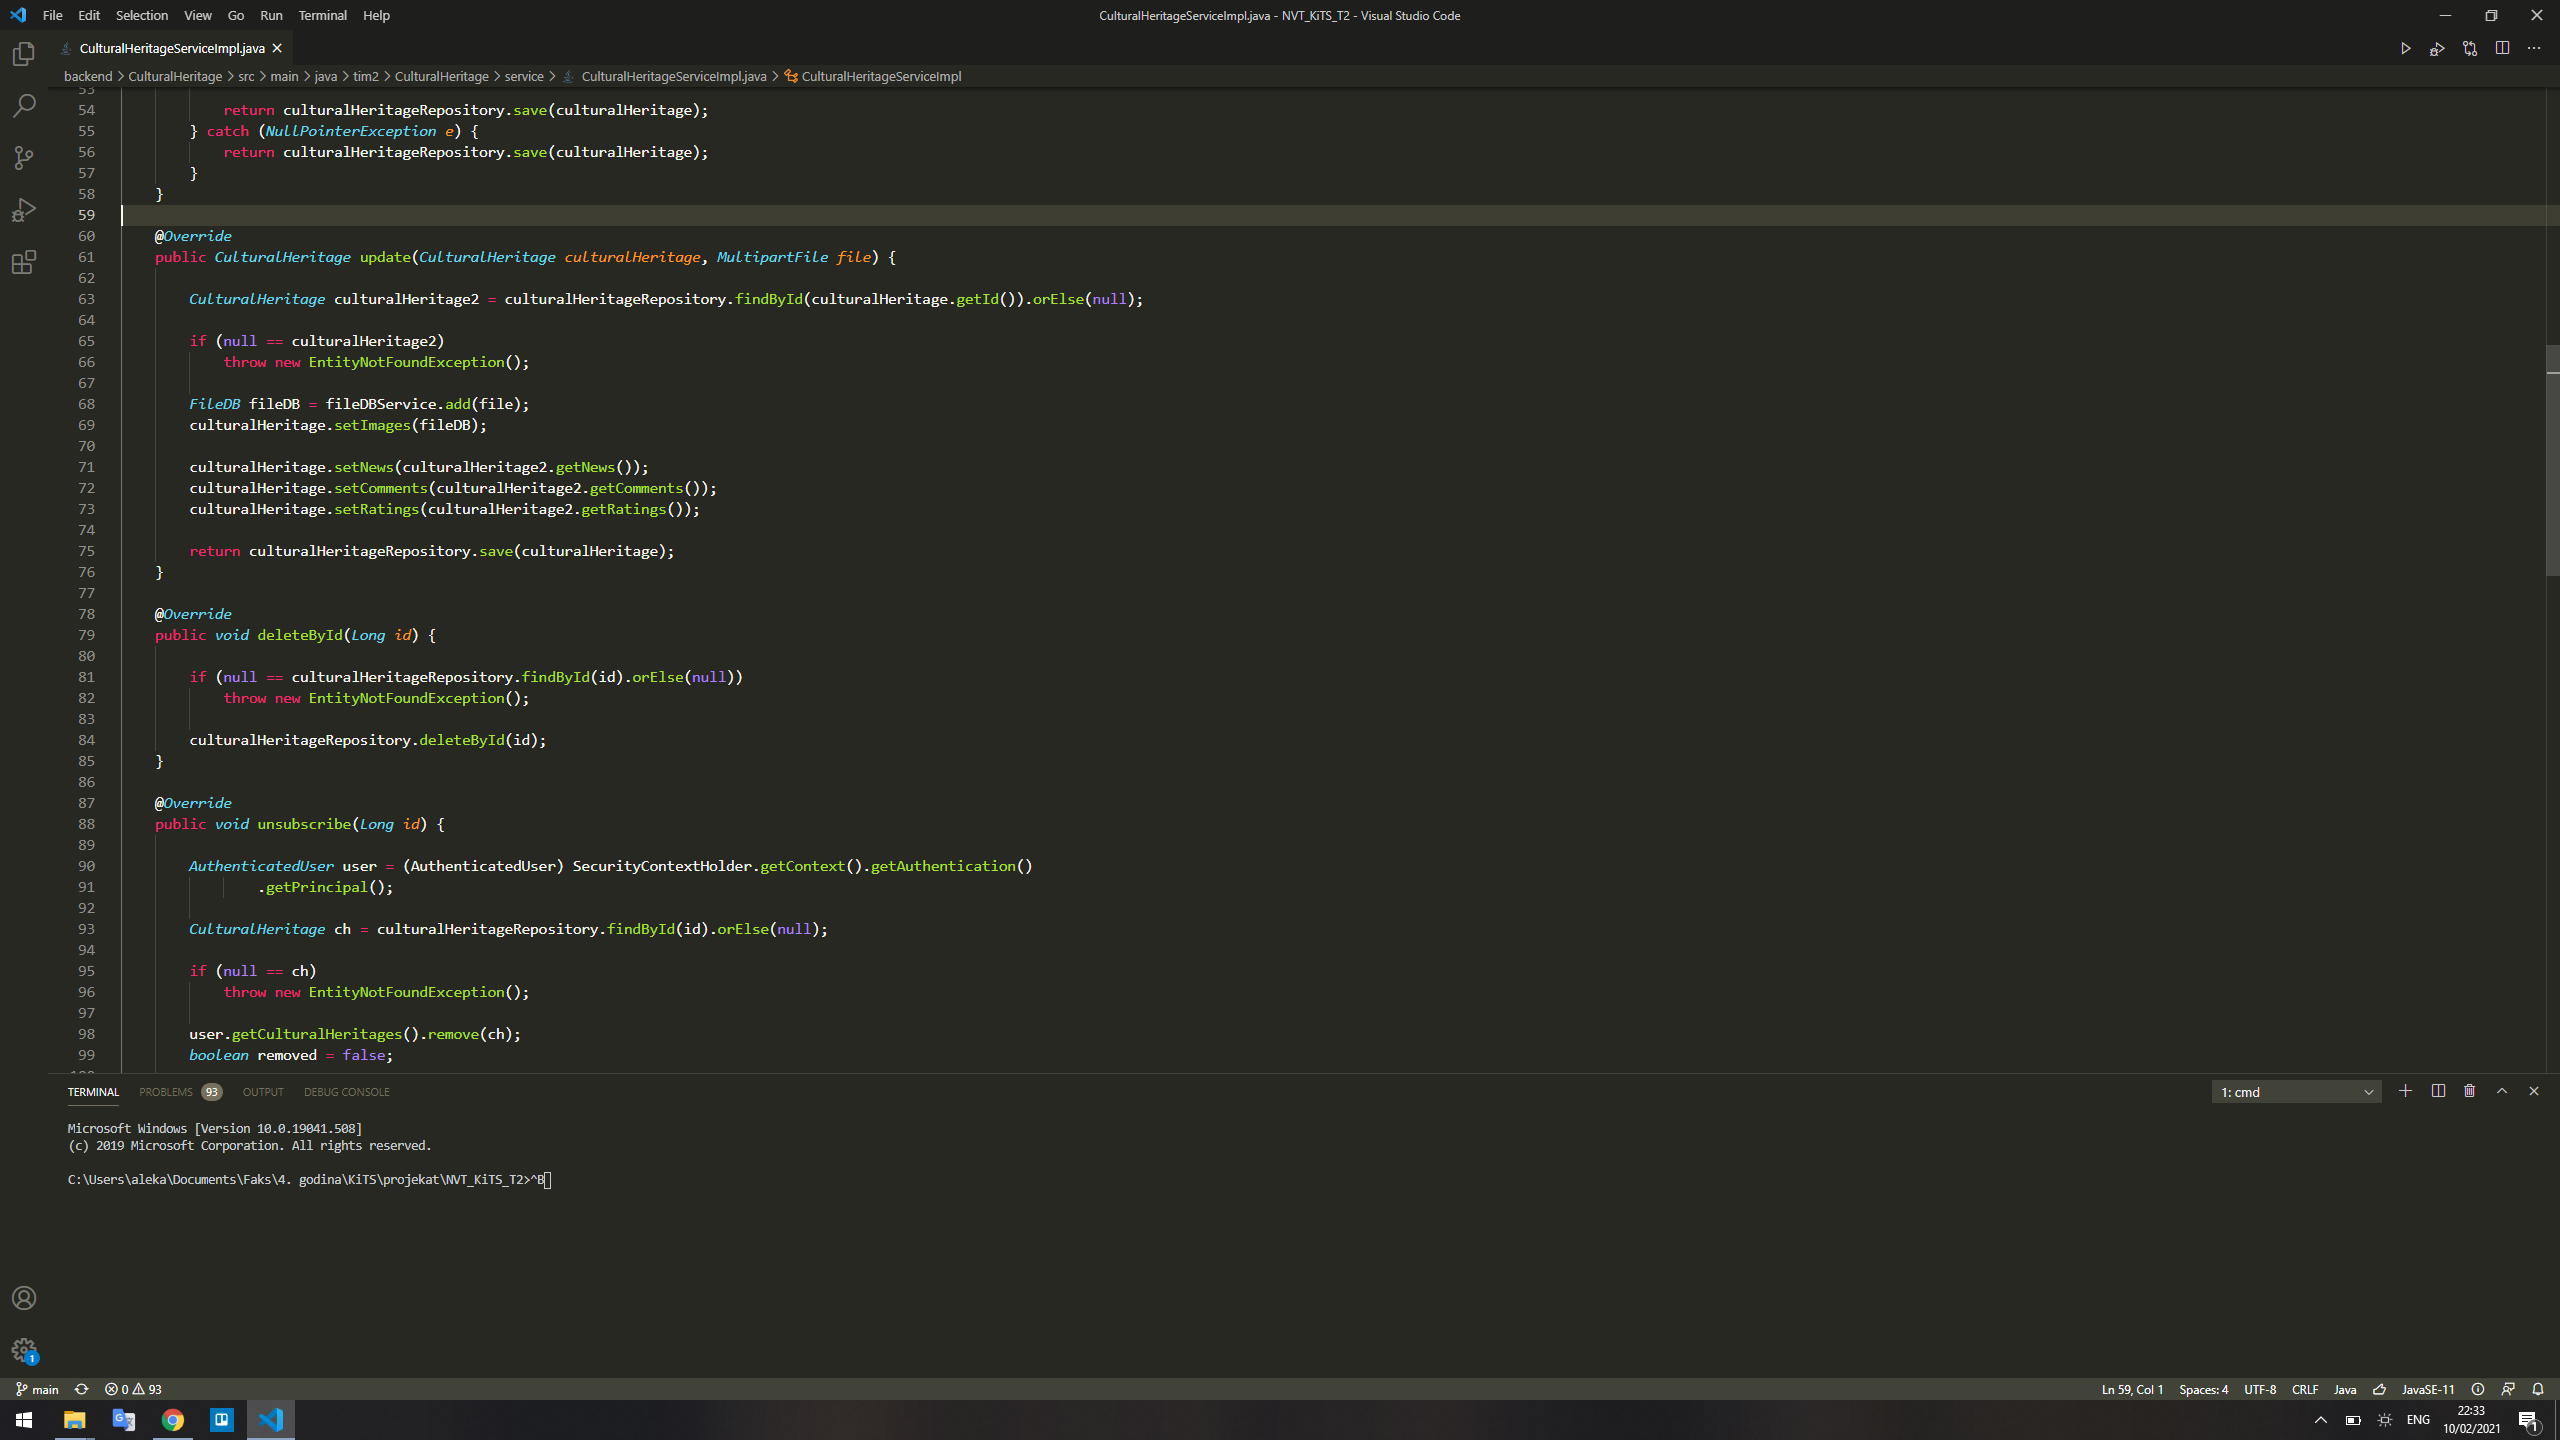 File Edit Selection View Go Run Terminal Help
CulturalHeritageServiceImpl.java - NVT_KiTS_T2 - Visual Studio Code
CulturalHeritageServiceImpl.java
backend > CulturalHeritage > src > main > java > tim2 > CulturalHeritage > service > CulturalHeritageServiceImpl.java > CulturalHeritageServiceImpl
53
54 return culturalHeritageRepository.save(culturalHeritage);
55 } catch (NullPointerException e) {
56 return culturalHeritageRepository.save(culturalHeritage);
57 }
58 }
59
60 @Override
61 public CulturalHeritage update(CulturalHeritage culturalHeritage, MultipartFile file) {
62
63 CulturalHeritage culturalHeritage2 = culturalHeritageRepository.findById(culturalHeritage.getId()).orElse(null);
64
65 if (null == culturalHeritage2)
66 throw new EntityNotFoundException();
67
68 FileDB fileDB = fileDBService.add(file);
69 culturalHeritage.setImages(fileDB);
70
71 culturalHeritage.setNews(culturalHeritage2.getNews());
72 culturalHeritage.setComments(culturalHeritage2.getComments());
73 culturalHeritage.setRatings(culturalHeritage2.getRatings());
74
75 return culturalHeritageRepository.save(culturalHeritage);
76 }
77
78 @Override
79 public void deleteById(Long id) {
80
81 if (null == culturalHeritageRepository.findById(id).orElse(null))
82 throw new EntityNotFoundException();
83
84 culturalHeritageRepository.deleteById(id);
85 }
86
87 @Override
88 public void unsubscribe(Long id) {
89
90 AuthenticatedUser user = (AuthenticatedUser) SecurityContextHolder.getContext().getAuthentication()
91 .getPrincipal();
92
93 CulturalHeritage ch = culturalHeritageRepository.findById(id).orElse(null);
94
95 if (null == ch)
96 throw new EntityNotFoundException();
97
98 user.getCulturalHeritages().remove(ch);
99 boolean removed = false;
TERMINAL PROBLEMS 93 OUTPUT DEBUG CONSOLE 1: cmd
Microsoft Windows [Version 10.0.19041.508]
(c) 2019 Microsoft Corporation. All rights reserved.
C:\Users\aleka\Documents\Faks\4. godina\KiTS\projekat\NVT_KiTS_T2>^B
1
main 0 93 Ln 59, Col 1 Spaces: 4 UTF-8 CRLF Java JavaSE-11
ENG 22:33
10/02/2021 1